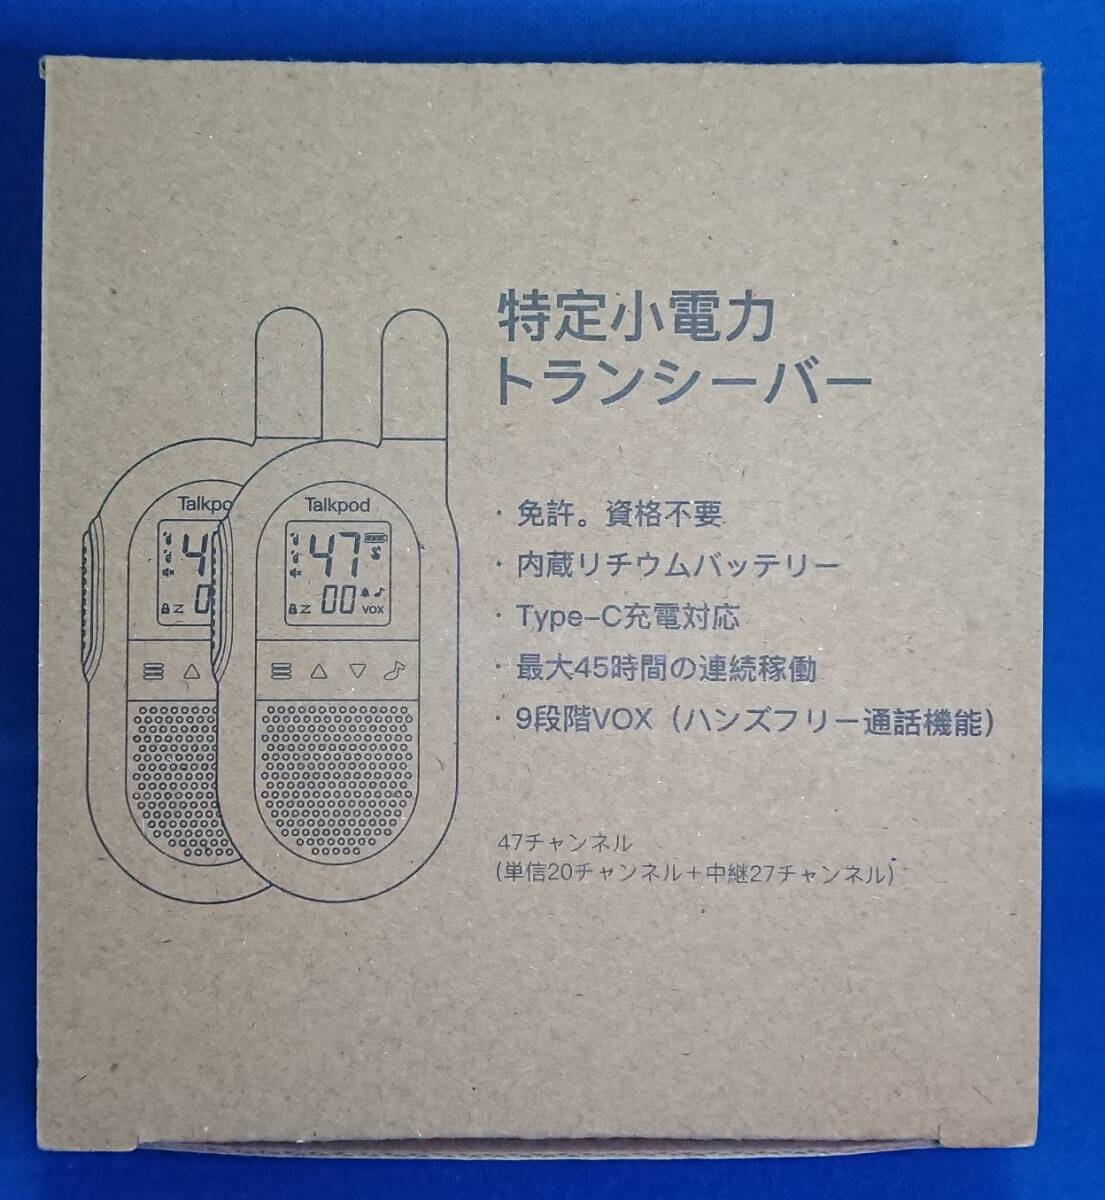 特定小電力
トランシーバー
・免許。資格不要
・内蔵リチウムバッテリー
・Type-C充電対応
・最大45時間の連続稼働
・9段階VOX（ハンズフリー通話機能）
47チャンネル
(単信20チャンネル＋中継27チャンネル)
Talkpo
4
Z 0
Talkpod
47
Z 00 VOX